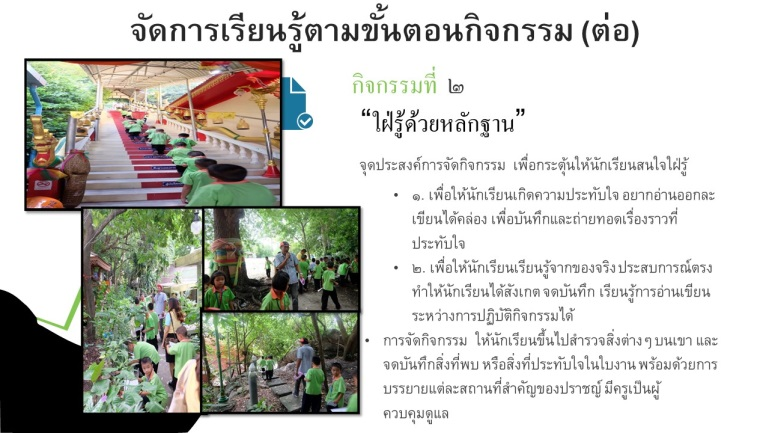 จัดการเรียนรู้ตามขั้นตอนกิจกรรม (ต่อ)
กิจกรรมที่ ๒
“ใฝ่รู้ด้วยหลักฐาน”
จุดประสงค์การจัดกิจกรรม เพื่อกระตุ้นให้นักเรียนสนใจใฝ่รู้
• ๑. เพื่อให้นักเรียนเกิดความประทับใจ อยากอ่านออกละ
เขียนได้คล่อง เพื่อบันทึกและถ่ายทอดเรื่องราวที่
ประทับใจ
• ๒. เพื่อให้นักเรียนเรียนรู้จากของจริง ประสบการณ์ตรง
ทำให้นักเรียนได้สังเกต จดบันทึก เรียนรู้การอ่านเขียน
ระหว่างการปฏิบัติกิจกรรมได้
• การจัดกิจกรรม ให้นักเรียนขึ้นไปสำรวจสิ่งต่าง ๆ บนเขา และ
จดบันทึกสิ่งที่พบ หรือสิ่งที่ประทับใจในใบงาน พร้อมด้วยการ
บรรยายแต่ละสถานที่สำคัญของปราชญ์ มีครูเป็นผู้
ควบคุมดูแล